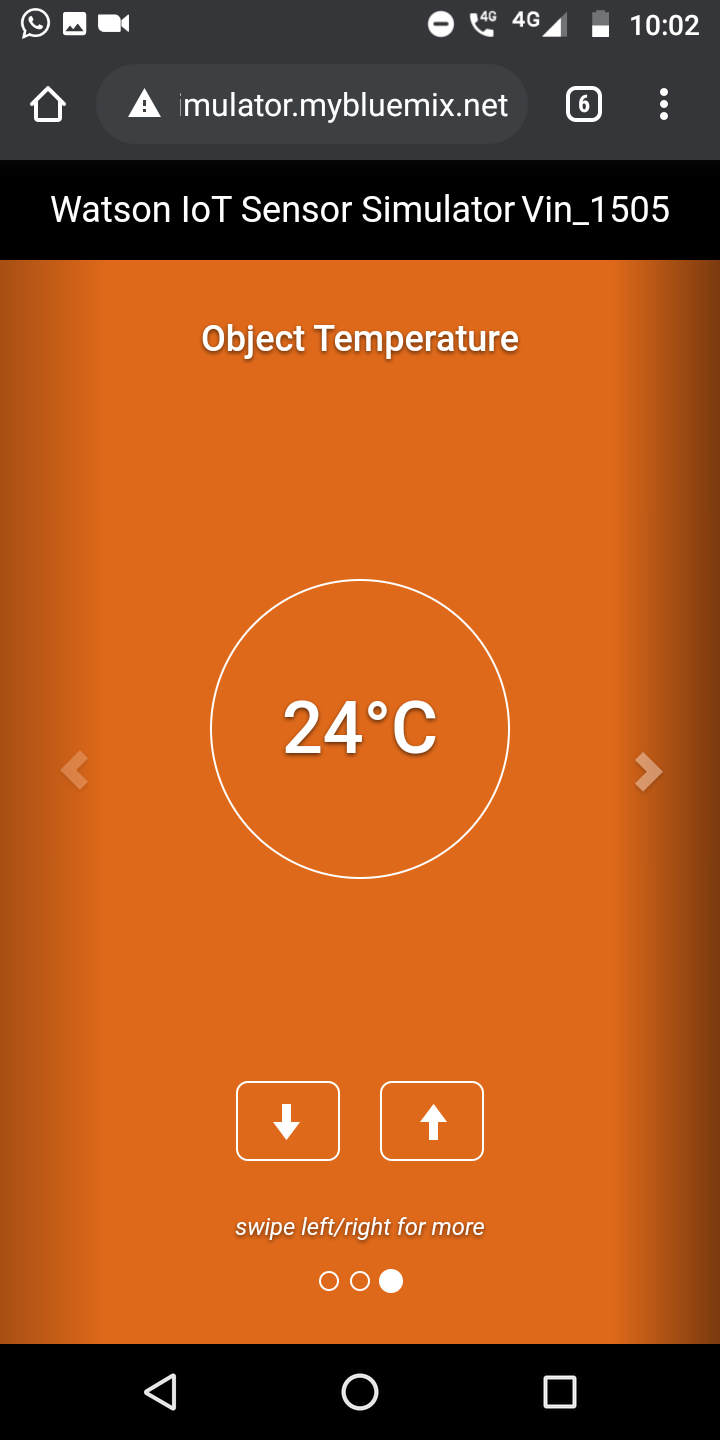 4G 4G 10:02
imulator.mybluemix.net 6
Watson IoT Sensor Simulator Vin_1505
Object Temperature
24°C
swipe left/right for more